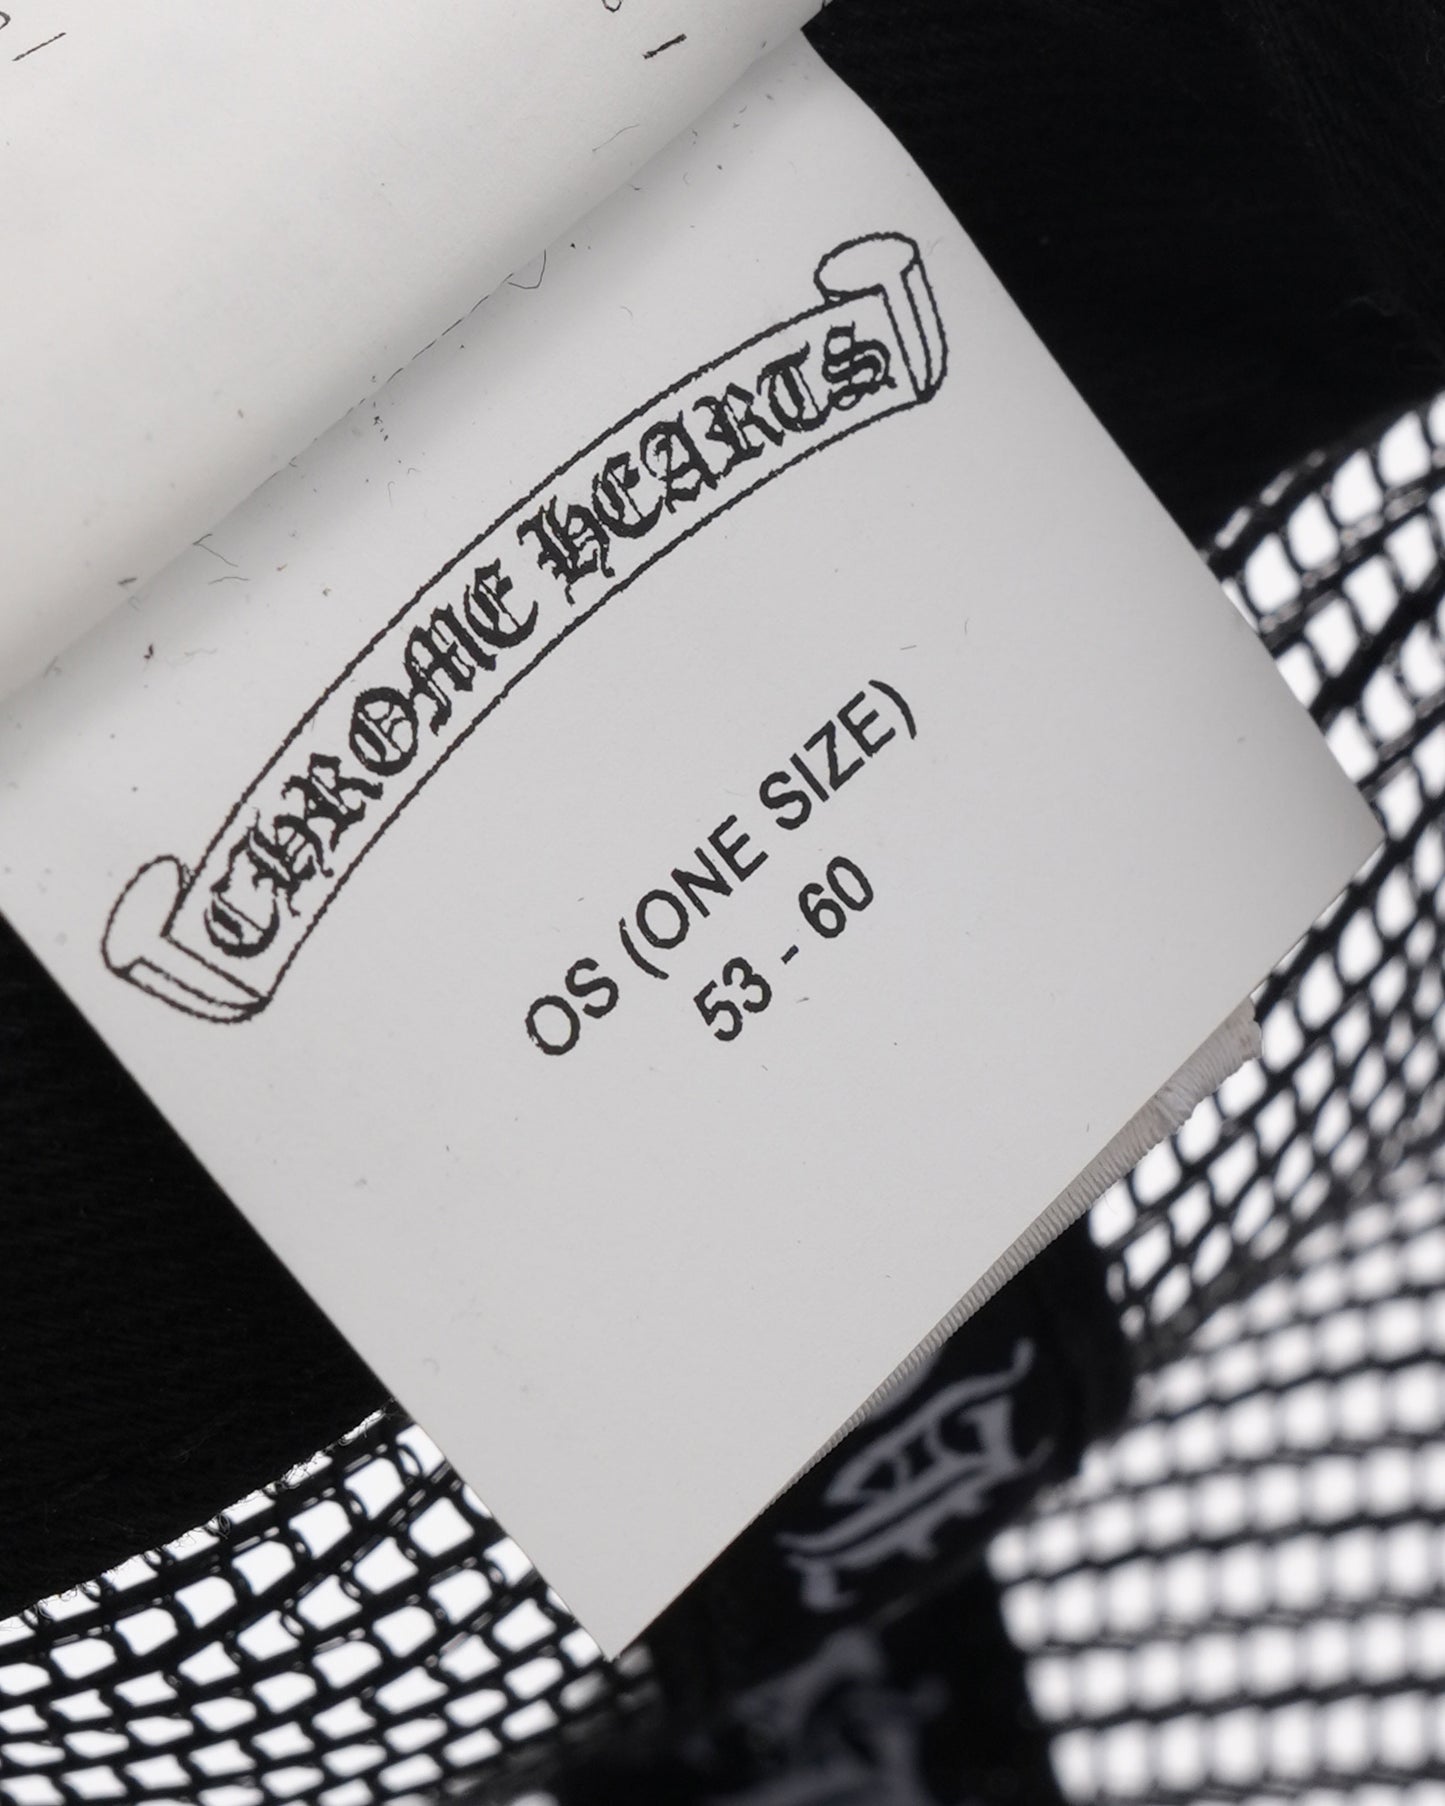 CHROME HEARTS
OS (ONE SIZE)
53 - 60